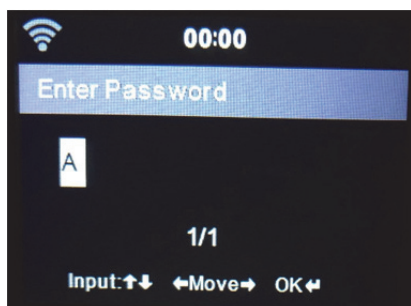 00:00
Enter Password
A
1/1
Input:⬆⬇ ⬅Move➡ OK↵